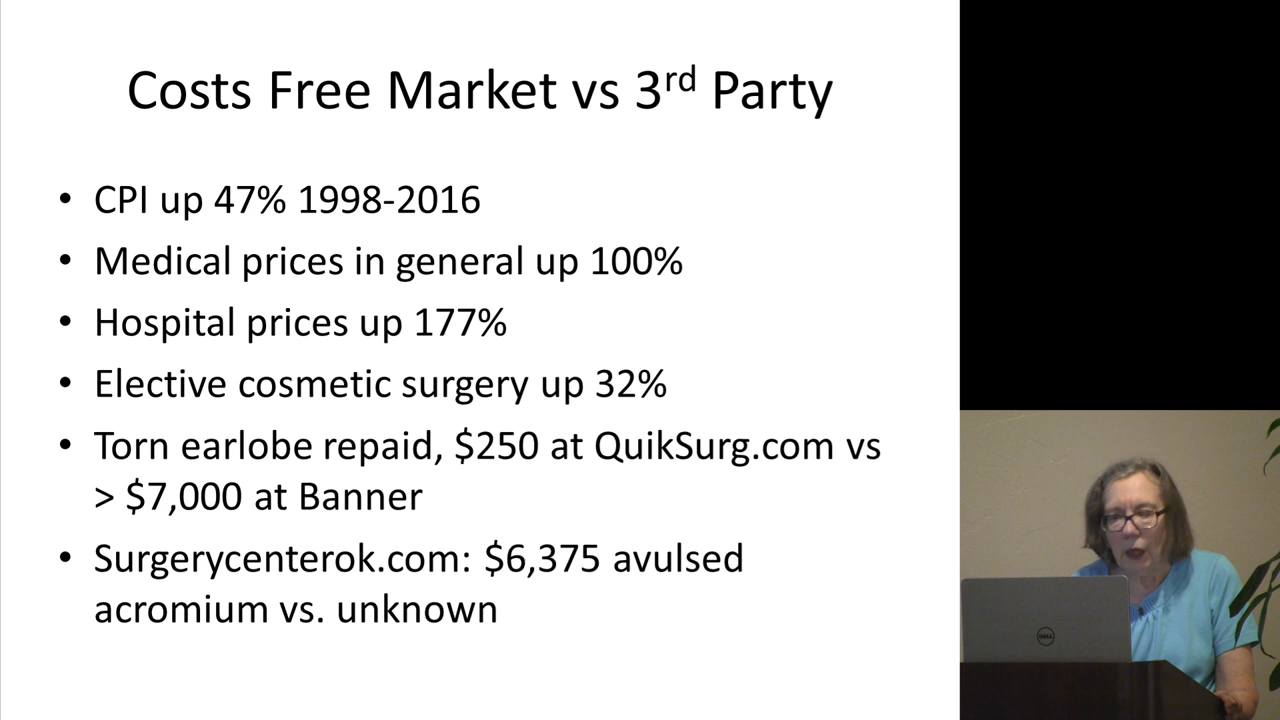 Costs Free Market vs 3rd Party
• CPI up 47% 1998-2016
• Medical prices in general up 100%
• Hospital prices up 177%
• Elective cosmetic surgery up 32%
• Torn earlobe repaid, $250 at QuikSurg.com vs
> $7,000 at Banner
• Surgerycenterok.com: $6,375 avulsed
acromium vs. unknown
DELL